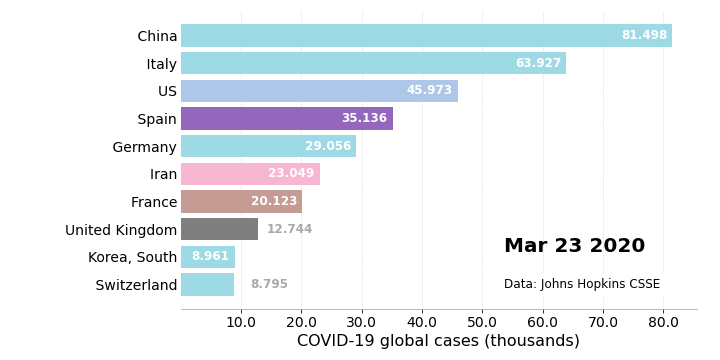 China 81.498
Italy 63.927
US 45.973
Spain 35.136
Germany 29.056
Iran 23.049
France 20.123
United Kingdom 12.744
Korea, South 8.961
Switzerland 8.795
Mar 23 2020
Data: Johns Hopkins CSSE
10.0 20.0 30.0 40.0 50.0 60.0 70.0 80.0
COVID-19 global cases (thousands)